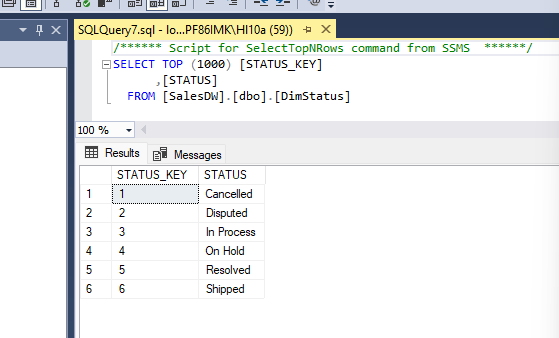 SQLQuery7.sql - lo...PF86IMK\HI10a (59))
/****** Script for SelectTopNRows command from SSMS ******/
SELECT TOP (1000) [STATUS_KEY]
,[STATUS]
FROM [SalesDW].[dbo].[DimStatus]
100 %
Results Messages
STATUS_KEY STATUS
1 1 Cancelled
2 2 Disputed
3 3 In Process
4 4 On Hold
5 5 Resolved
6 6 Shipped